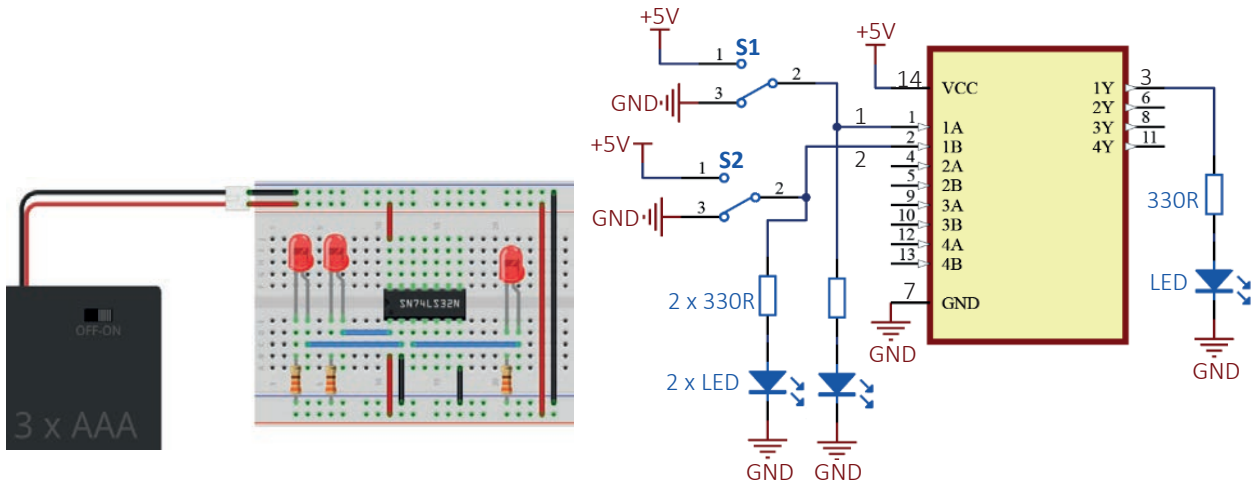 OFF-ON
3 x AAA
SN74LS32N
+5V
S1
1
2
GND
3
+5V
S2
1
2
GND
3
2 x 330R
2 x LED
GND
GND
+5V
14
VCC
1
1
1A
2
1B
2
4
2A
5
2B
9
3A
10
3B
12
4A
13
4B
7
GND
GND
1Y
3
2Y
6
3Y
8
4Y
11
330R
LED
GND